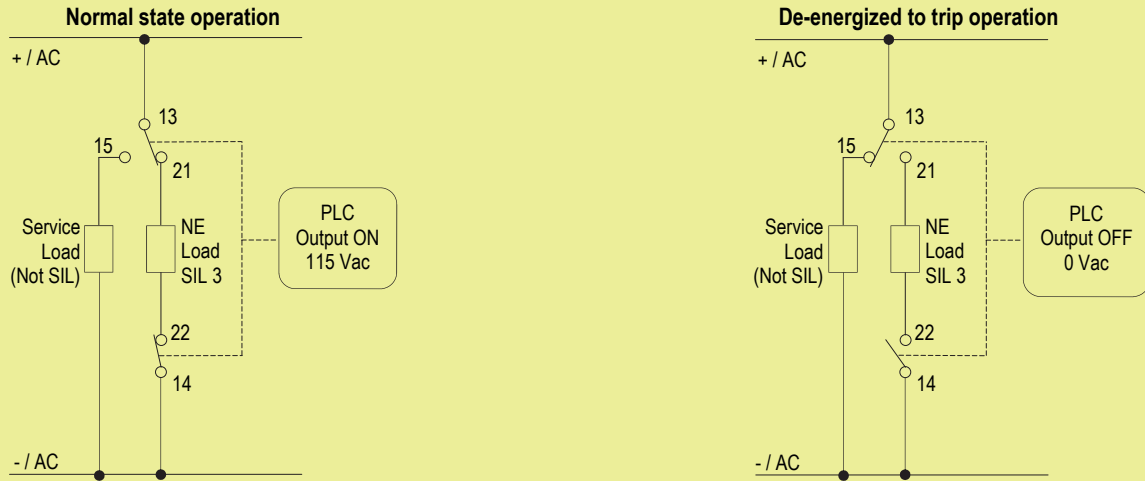 Normal state operation
+ / AC
13
15
21
Service
Load
(Not SIL)
NE
Load
SIL 3
PLC
Output ON
115 Vac
22
14
- / AC
De-energized to trip operation
+ / AC
13
15
21
Service
Load
(Not SIL)
NE
Load
SIL 3
PLC
Output OFF
0 Vac
22
14
- / AC